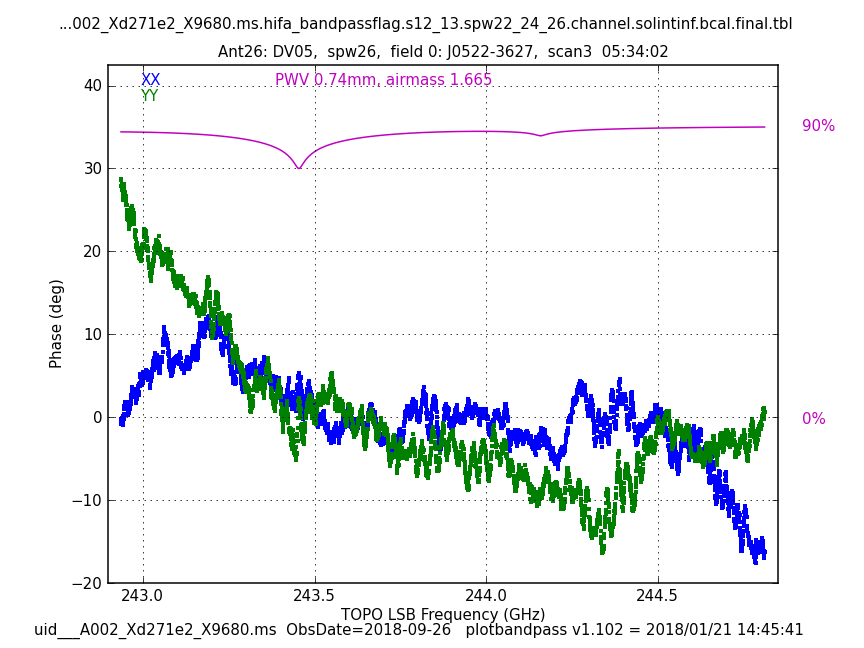 ...002_Xd271e2_X9680.ms.hifa_bandpassflag.s12_13.spw22_24_26.channel.solintinf.bcal.final.tbl
Ant26: DV05, spw26, field 0: J0522-3627, scan3 05:34:02
XX
YY
PWV 0.74mm, airmass 1.665
90%
0%
40
30
20
10
0
−10
−20
Phase (deg)
243.0
243.5
244.0
244.5
TOPO LSB Frequency (GHz)
uid___A002_Xd271e2_X9680.ms ObsDate=2018-09-26 plotbandpass v1.102 = 2018/01/21 14:45:41